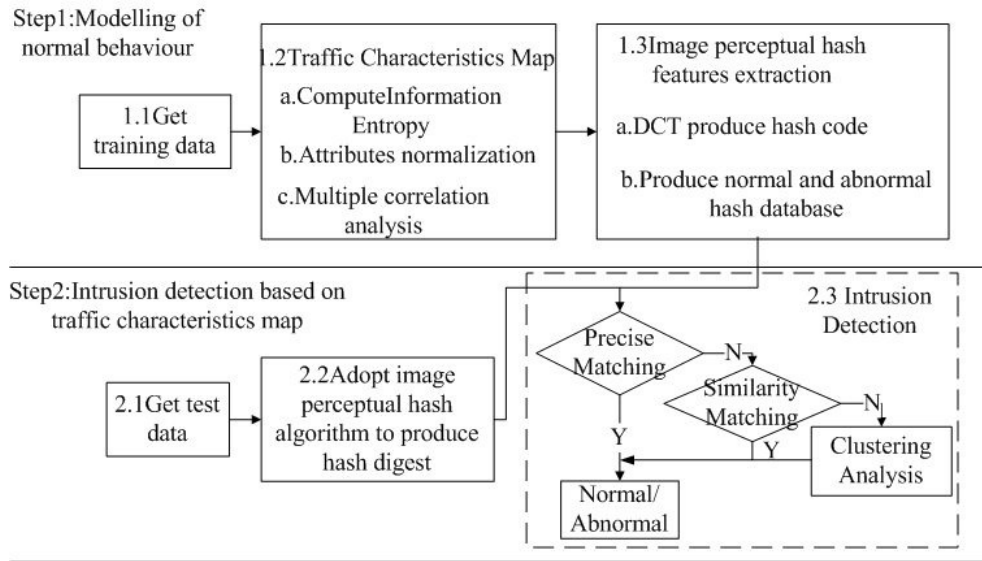 Step1:Modelling of
normal behaviour
1.1Get
training data
1.2Traffic Characteristics Map
a.ComputeInformation
Entropy
b.Attributes normalization
c.Multiple correlation
analysis
1.3Image perceptual hash
features extraction
a.DCT produce hash code
b.Produce normal and abnormal
hash database
Step2:Intrusion detection based on
traffic characteristics map
2.1Get test
data
2.2Adopt image
perceptual hash
algorithm to produce
hash digest
2.3 Intrusion
Detection
Precise
Matching
N
Similarity
Matching
N
Y
Y
Clustering
Analysis
Normal/
Abnormal